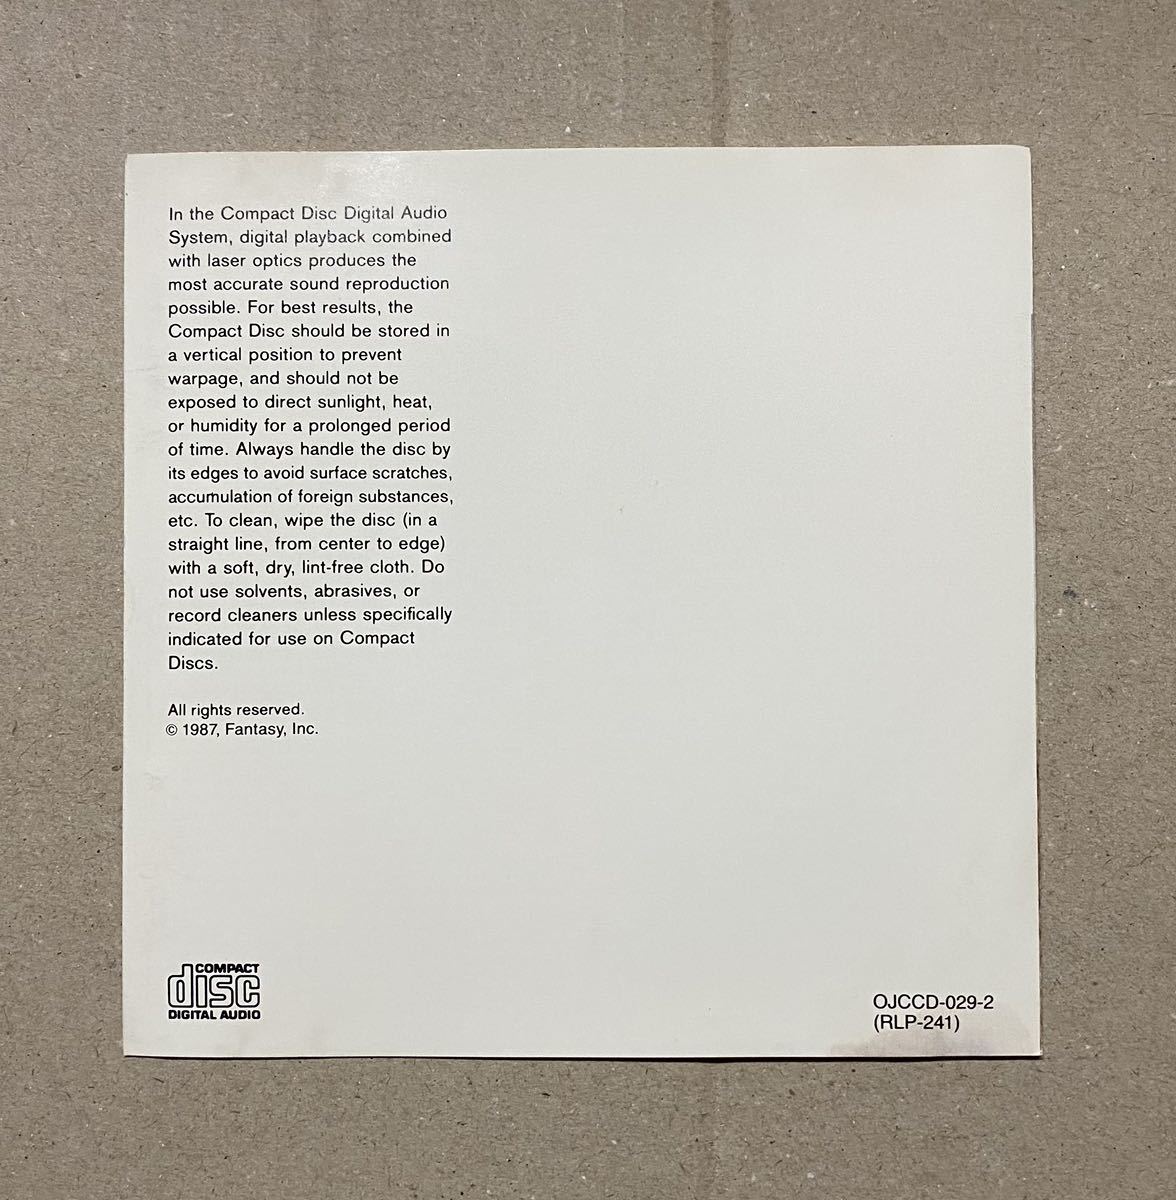 In the Compact Disc Digital Audio
System, digital playback combined
with laser optics produces the
most accurate sound reproduction
possible. For best results, the
Compact Disc should be stored in
a vertical position to prevent
warpage, and should not be
exposed to direct sunlight, heat,
or humidity for a prolonged period
of time. Always handle the disc by
its edges to avoid surface scratches,
accumulation of foreign substances,
etc. To clean, wipe the disc (in a
straight line, from center to edge)
with a soft, dry, lint-free cloth. Do
not use solvents, abrasives, or
record cleaners unless specifically
indicated for use on Compact
Discs.
All rights reserved.
© 1987, Fantasy, Inc.
COMPACT
disc
DIGITAL AUDIO
OJCCD-029-2
(RLP-241)